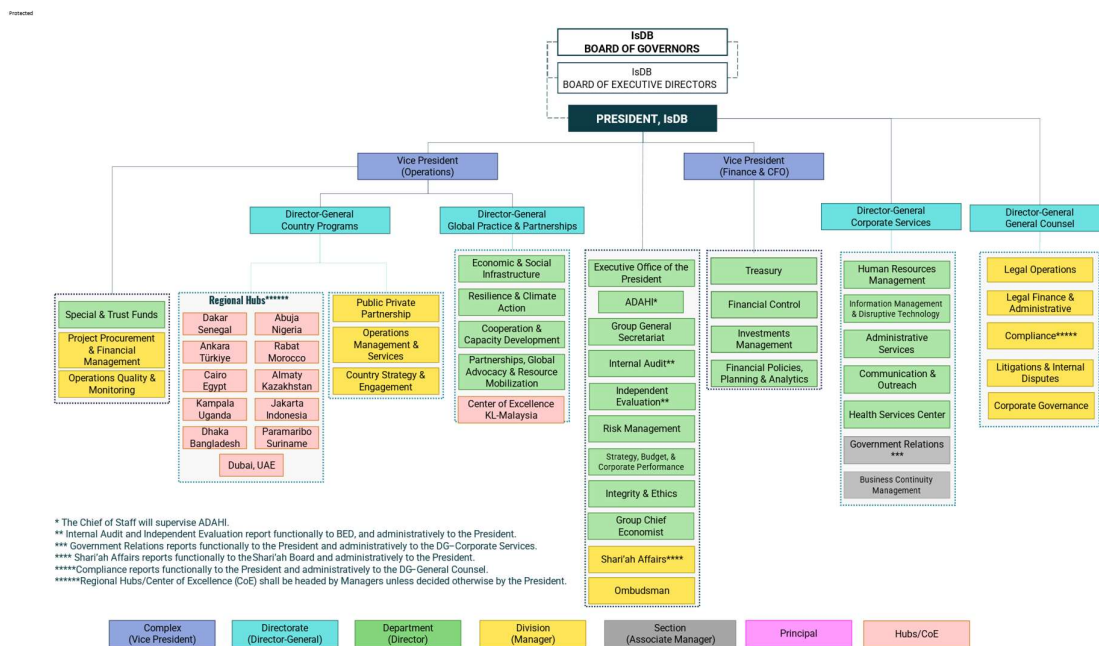 Protected
IsDB
BOARD OF GOVERNORS
IsDB
BOARD OF EXECUTIVE DIRECTORS
PRESIDENT, IsDB
Vice President
(Operations)
Vice President
(Finance & CFO)
Director-General
Country Programs
Director-General
Global Practice & Partnerships
Director-General
Corporate Services
Director-General
General Counsel
Special & Trust Funds
Project Procurement
& Financial
Management
Operations Quality &
Monitoring
Regional Hubs******
Dakar
Senegal
Abuja
Nigeria
Ankara
Türkiye
Rabat
Morocco
Cairo
Egypt
Almaty
Kazakhstan
Kampala
Uganda
Jakarta
Indonesia
Dhaka
Bangladesh
Paramaribo
Suriname
Dubai, UAE
Public Private
Partnership
Operations
Management &
Services
Country Strategy &
Engagement
Economic & Social
Infrastructure
Resilience & Climate
Action
Cooperation &
Capacity Development
Partnerships, Global
Advocacy & Resource
Mobilization
Center of Excellence
KL-Malaysia
Executive Office of the
President
ADAHI*
Group General
Secretariat
Internal Audit**
Independent
Evaluation**
Risk Management
Strategy, Budget, &
Corporate Performance
Integrity & Ethics
Group Chief
Economist
Shari'ah Affairs****
Ombudsman
Treasury
Financial Control
Investments
Management
Financial Policies,
Planning & Analytics
Human Resources
Management
Information Management
& Disruptive Technology
Administrative
Services
Communication &
Outreach
Health Services Center
Government Relations
***
Business Continuity
Management
Legal Operations
Legal Finance &
Administrative
Compliance*****
Litigations & Internal
Disputes
Corporate Governance
* The Chief of Staff will supervise ADAHI.
** Internal Audit and Independent Evaluation report functionally to BED, and administratively to the President.
*** Government Relations reports functionally to the President and administratively to the DG–Corporate Services.
**** Shari'ah Affairs reports functionally to the Shari'ah Board and administratively to the President.
*****Compliance reports functionally to the President and administratively to the DG–General Counsel.
******Regional Hubs/Center of Excellence (CoE) shall be headed by Managers unless decided otherwise by the President.
Complex
(Vice President)
Directorate
(Director-General)
Department
(Director)
Division
(Manager)
Section
(Associate Manager)
Principal
Hubs/CoE